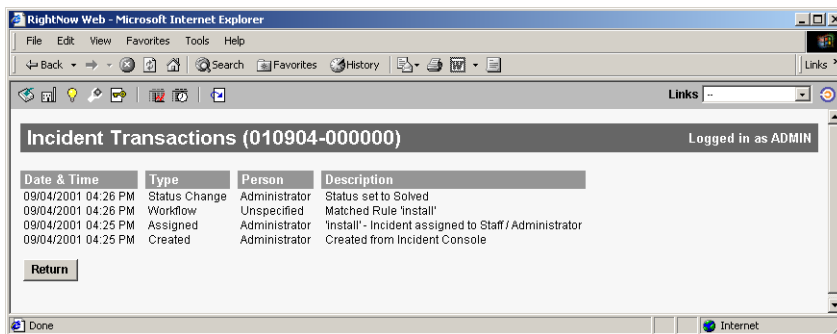 RightNow Web - Microsoft Internet Explorer
File Edit View Favorites Tools Help
Back Search Favorites History Links
Links --
Incident Transactions (010904-000000) Logged in as ADMIN
Date & Time Type Person Description
09/04/2001 04:26 PM Status Change Administrator Status set to Solved
09/04/2001 04:26 PM Workflow Unspecified Matched Rule 'install'
09/04/2001 04:25 PM Assigned Administrator 'install' - Incident assigned to Staff / Administrator
09/04/2001 04:25 PM Created Administrator Created from Incident Console
Return
Done Internet